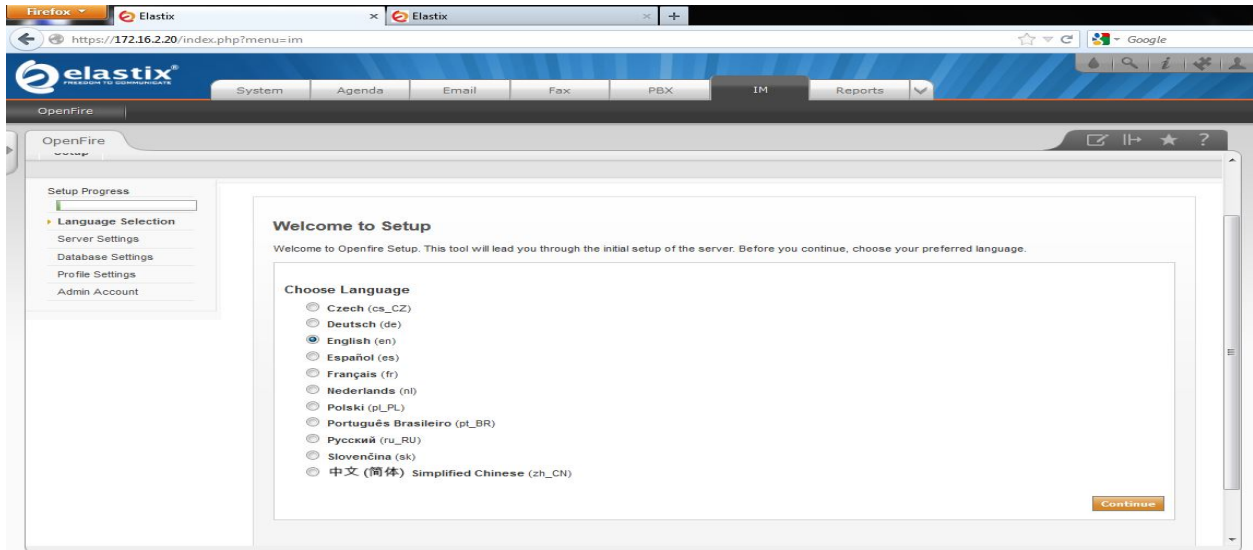 Firefox
Elastix
Elastix
https://172.16.2.20/index.php?menu=im
Google
elastix®
FREEDOM TO COMMUNICATE
System
Agenda
Email
Fax
PBX
IM
Reports
OpenFire
OpenFire
Setup
Setup Progress
Language Selection
Server Settings
Database Settings
Profile Settings
Admin Account
Welcome to Setup
Welcome to Openfire Setup. This tool will lead you through the initial setup of the server. Before you continue, choose your preferred language.
Choose Language
Czech (cs_CZ)
Deutsch (de)
English (en)
Español (es)
Français (fr)
Nederlands (nl)
Polski (pl_PL)
Português Brasileiro (pt_BR)
Русский (ru_RU)
Slovenčina (sk)
中文 (简体) Simplified Chinese (zh_CN)
Continue